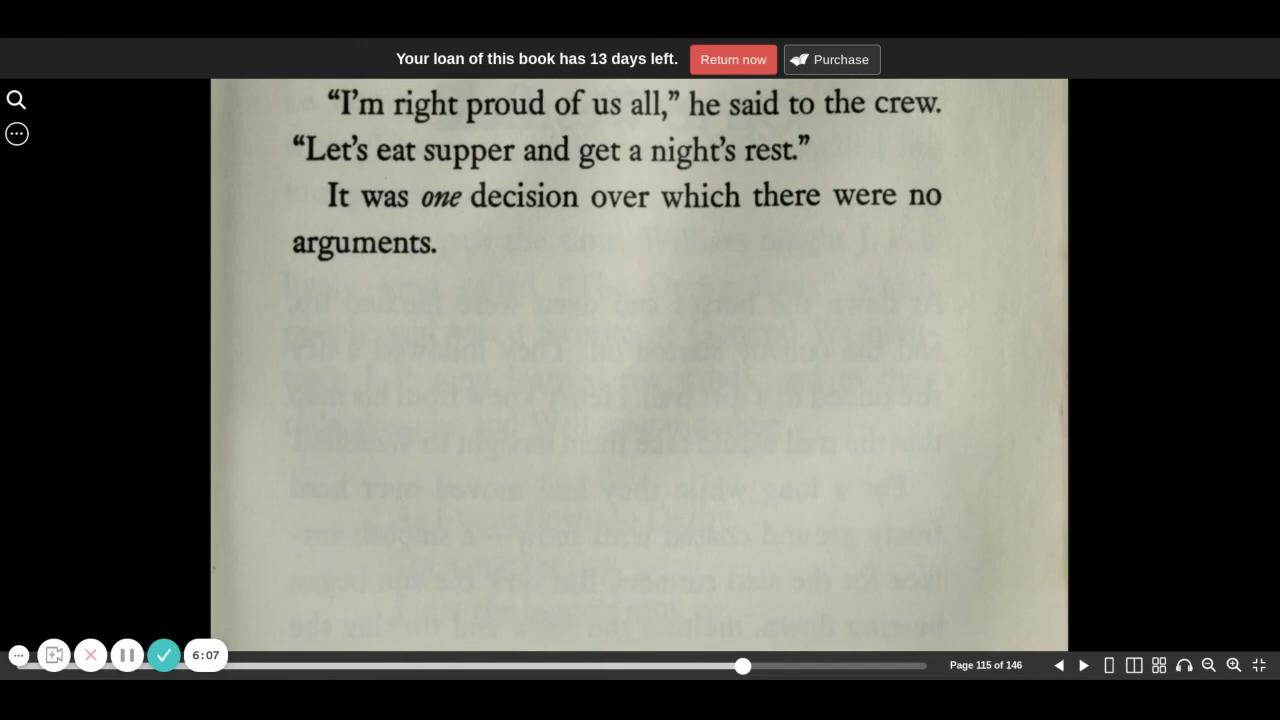 Your loan of this book has 13 days left. Return now Purchase
“I’m right proud of us all,” he said to the crew.
“Let’s eat supper and get a night’s rest.”
It was one decision over which there were no
arguments.
6:07
Page 115 of 146